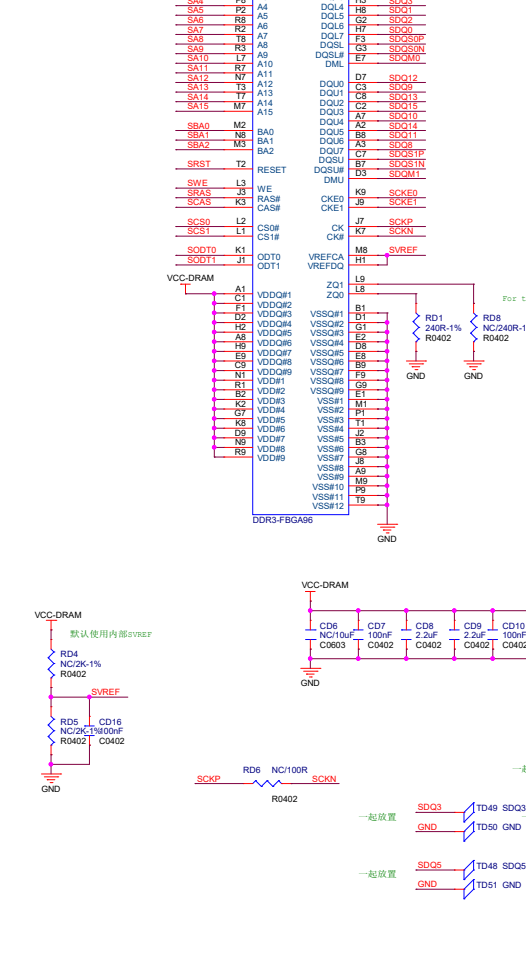 SA4 P8 A4 DQL4 H3 SDQ3
SA5 P2 A5 DQL5 H8 SDQ1
SA6 R8 A6 DQL6 G2 SDQ2
SA7 R2 A7 DQL7 H7 SDQ0
SA8 T8 A8 DQSL F3 SDQS0P
SA9 R3 A9 DQSL# G3 SDQS0N
SA10 L7 A10 DML E7 SDQM0
SA11 R7 A11
SA12 N7 A12 DQU0 D7 SDQ12
SA13 T3 A13 DQU1 C3 SDQ9
SA14 T7 A14 DQU2 C8 SDQ13
SA15 M7 A15 DQU3 C2 SDQ15
DQU4 A7 SDQ10
SBA0 M2 BA0 DQU5 A2 SDQ14
SBA1 N8 BA1 DQU6 B8 SDQ11
SBA2 M3 BA2 DQU7 A3 SDQ8
DQSU C7 SDQS1P
SRST T2 RESET DQSU# B7 SDQS1N
DMU D3 SDQM1
SWE L3 WE
SRAS J3 RAS# CKE0 K9 SCKE0
SCAS K3 CAS# CKE1 J9 SCKE1
SCS0 L2 CS0# CK J7 SCKP
SCS1 L1 CS1# CK# K7 SCKN
SODT0 K1 ODT0 VREFCA M8 SVREF
SODT1 J1 ODT1 VREFDQ H1
VCC-DRAM
ZQ1 L9
ZQ0 L8
A1 VDDQ#1
C1 VDDQ#2
F1 VDDQ#3 VSSQ#1 B1
D2 VDDQ#4 VSSQ#2 D1
H2 VDDQ#5 VSSQ#3 G1
A8 VDDQ#6 VSSQ#4 E2
H9 VDDQ#7 VSSQ#5 D8
E9 VDDQ#8 VSSQ#6 E8
C9 VDDQ#9 VSSQ#7 B9
N1 VDD#1 VSSQ#8 F9
R1 VDD#2 VSSQ#9 G9
B2 VDD#3 VSS#1 E1
K2 VDD#4 VSS#2 M1
G7 VDD#5 VSS#3 P1
K8 VDD#6 VSS#4 T1
D9 VDD#7 VSS#5 J2
N9 VDD#8 VSS#6 B3
R9 VDD#9 VSS#7 G8
VSS#8 J8
VSS#9 A9
VSS#10 M9
VSS#11 P9
VSS#12 T9
DDR3-FBGA96
GND
For t
RD1
240R-1%
R0402
GND
RD8
NC/240R-1
R0402
GND
VCC-DRAM
CD6
NC/10uF
C0603
CD7
100nF
C0402
CD8
2.2uF
C0402
CD9
2.2uF
C0402
CD10
100nF
C0402
GND
VCC-DRAM
默认使用内部SVREF
RD4
NC/2K-1%
R0402
SVREF
RD5
NC/2K-1%
R0402
CD16
100nF
C0402
GND
RD6 NC/100R
SCKP SCKN
R0402
一起放置
SDQ3 TD49 SDQ3
GND TD50 GND
一起放置
SDQ5 TD48 SDQ5
GND TD51 GND